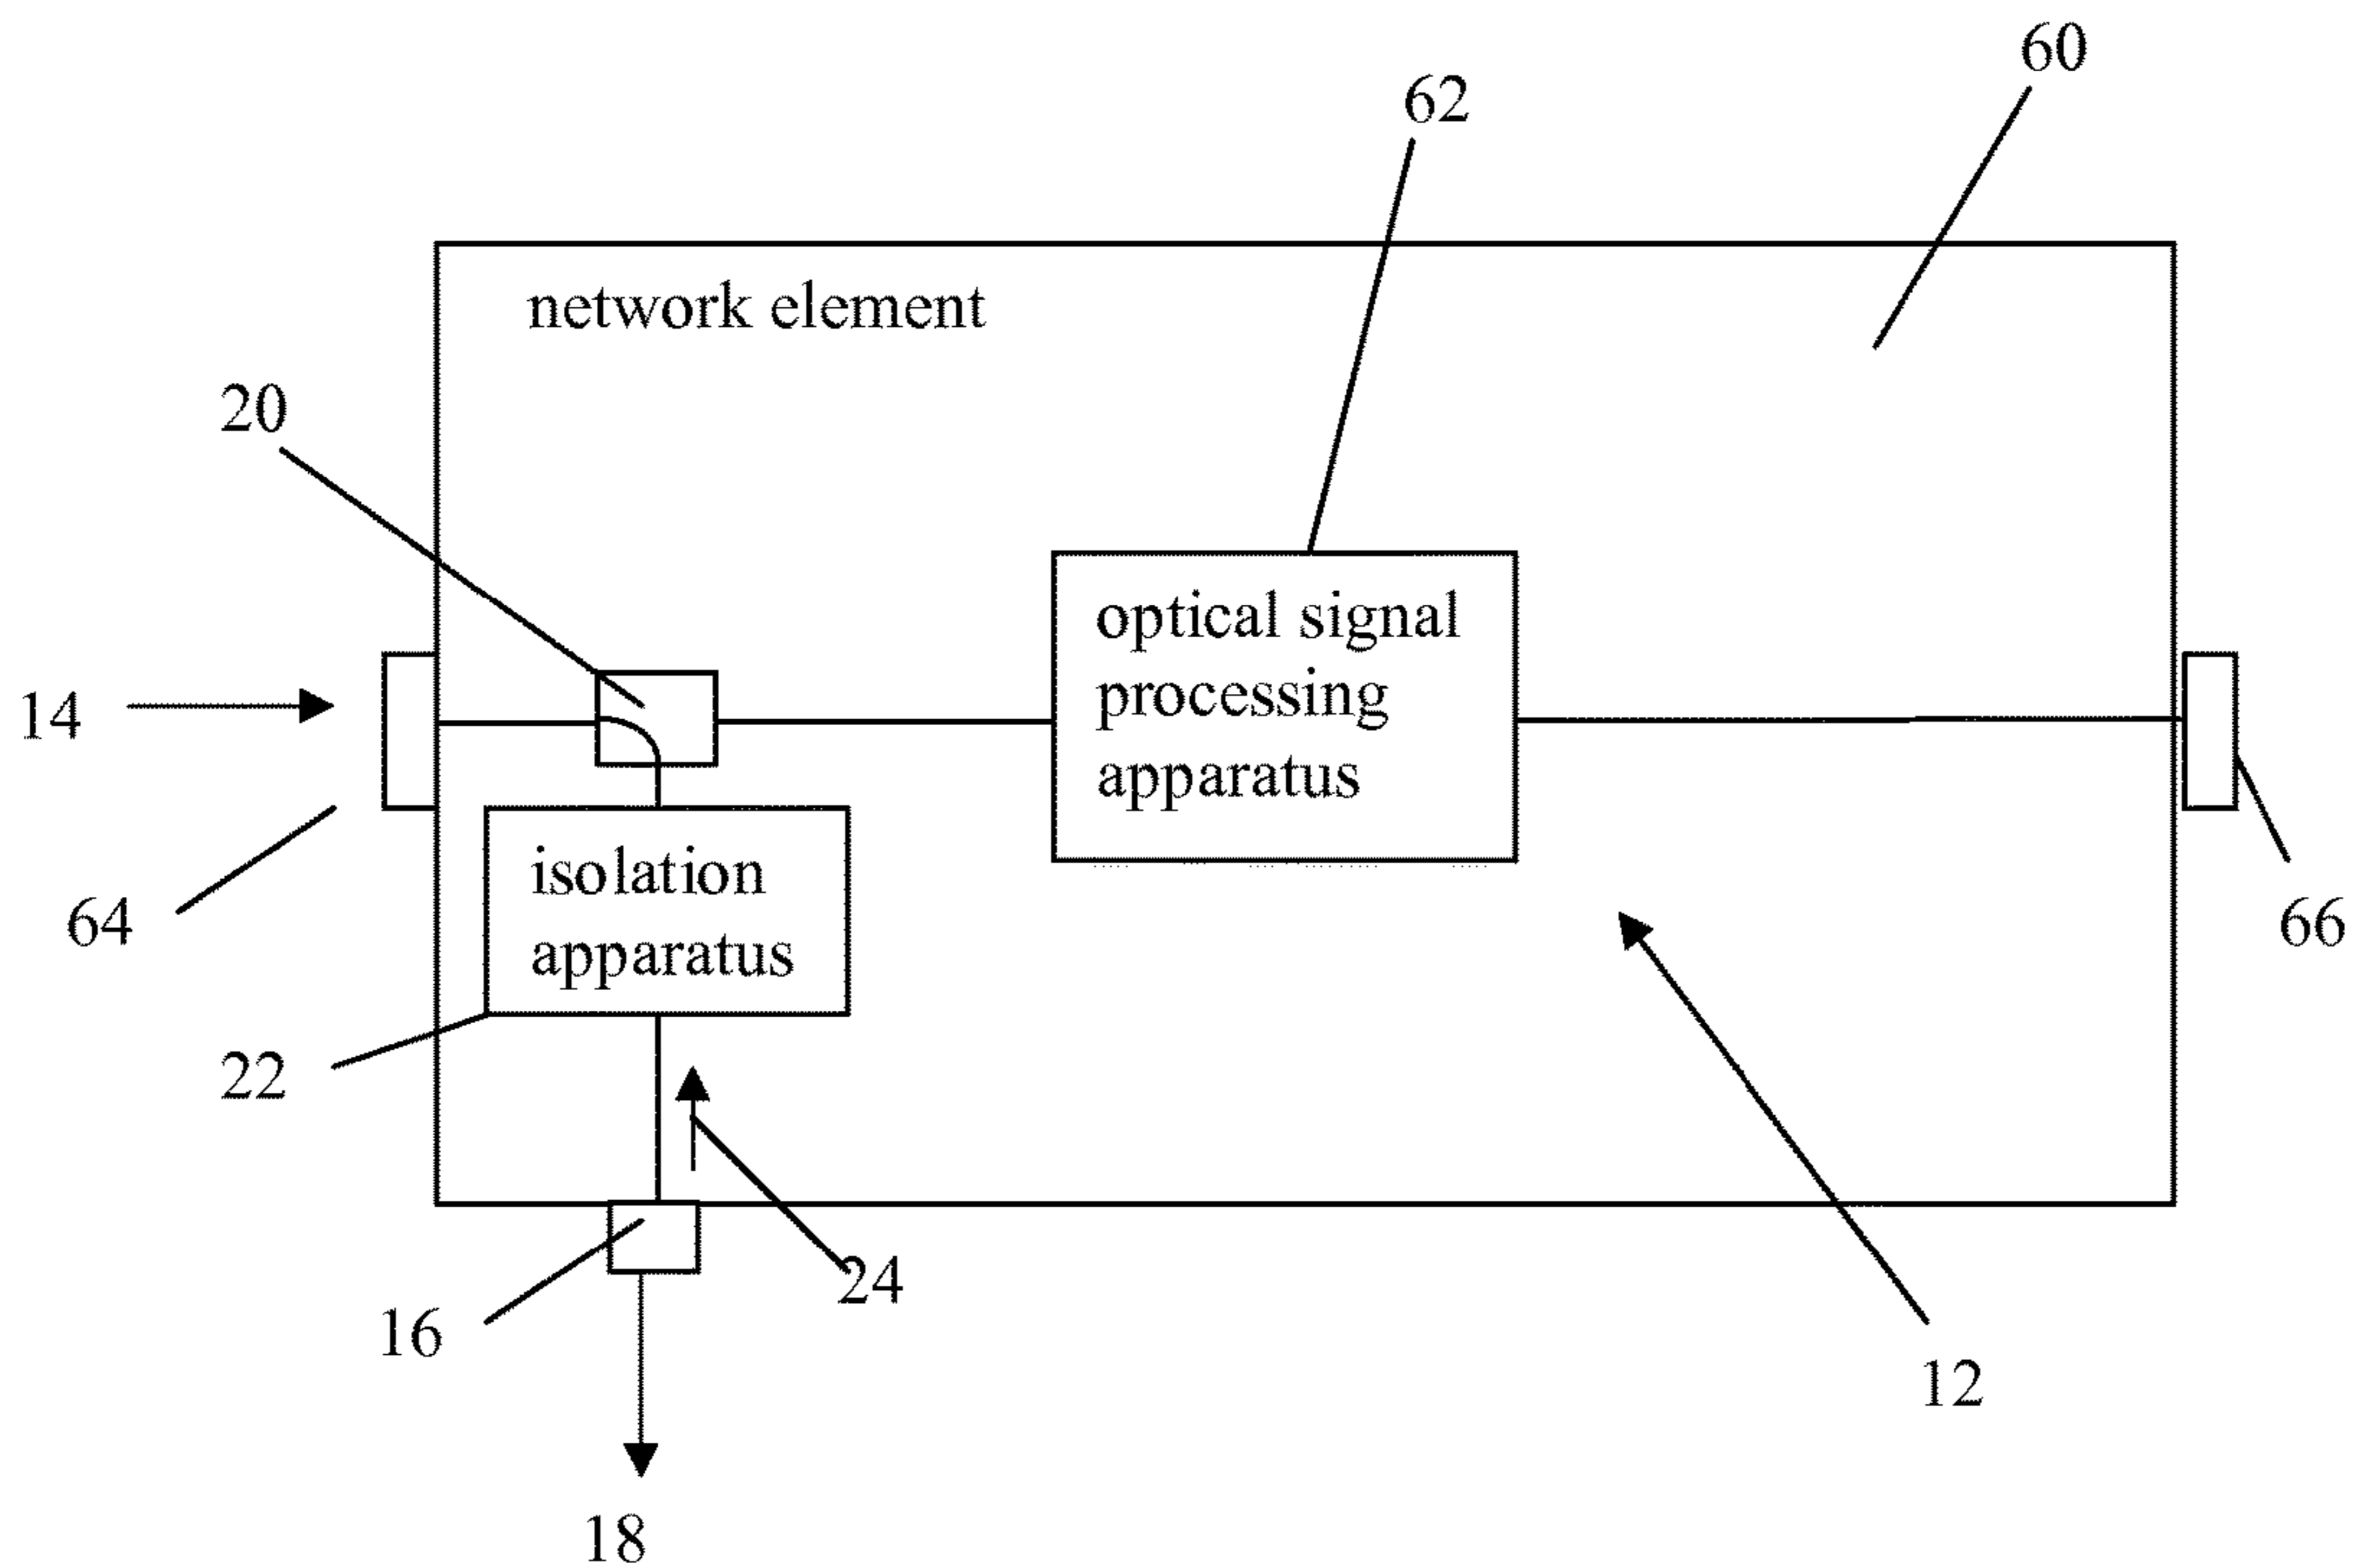 60
62
network element
20
optical signal
processing
apparatus
14
isolation
apparatus
64
66
22
24
16
12
18